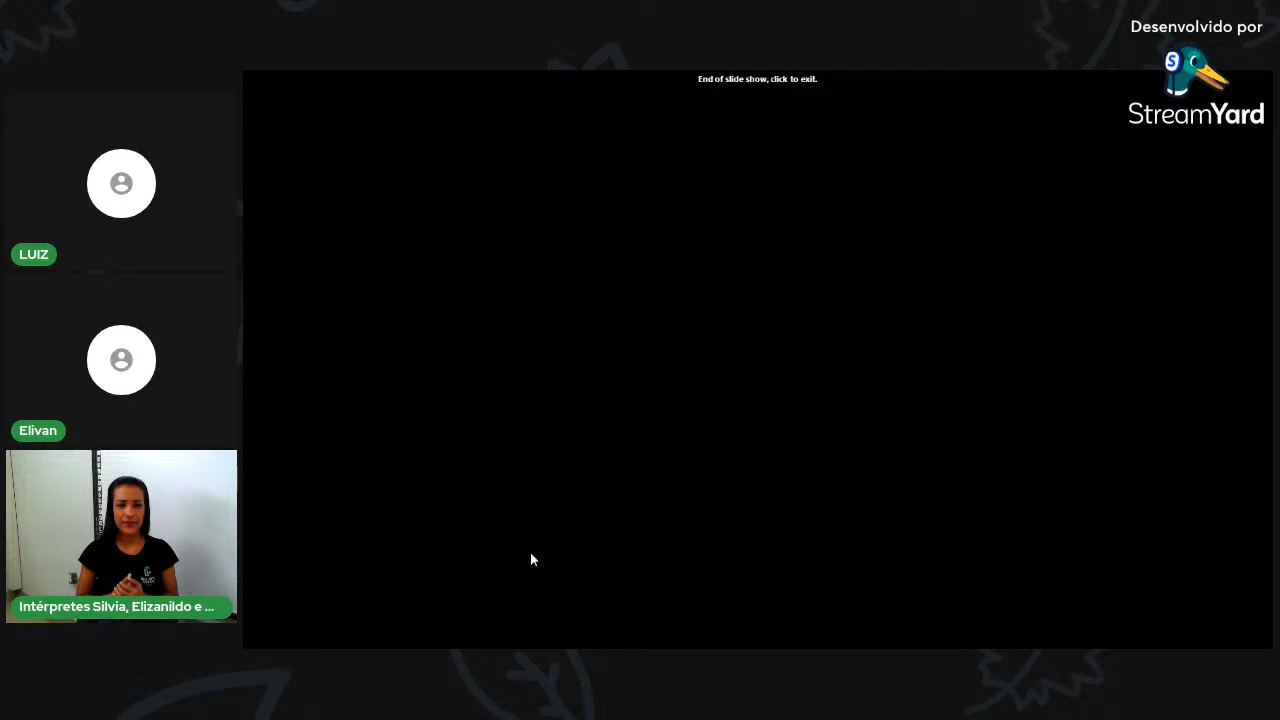 Desenvolvido por
StreamYard
End of slide show, click to exit.
LUIZ
Elivan
Intérpretes Silvia, Elizanildo e ...